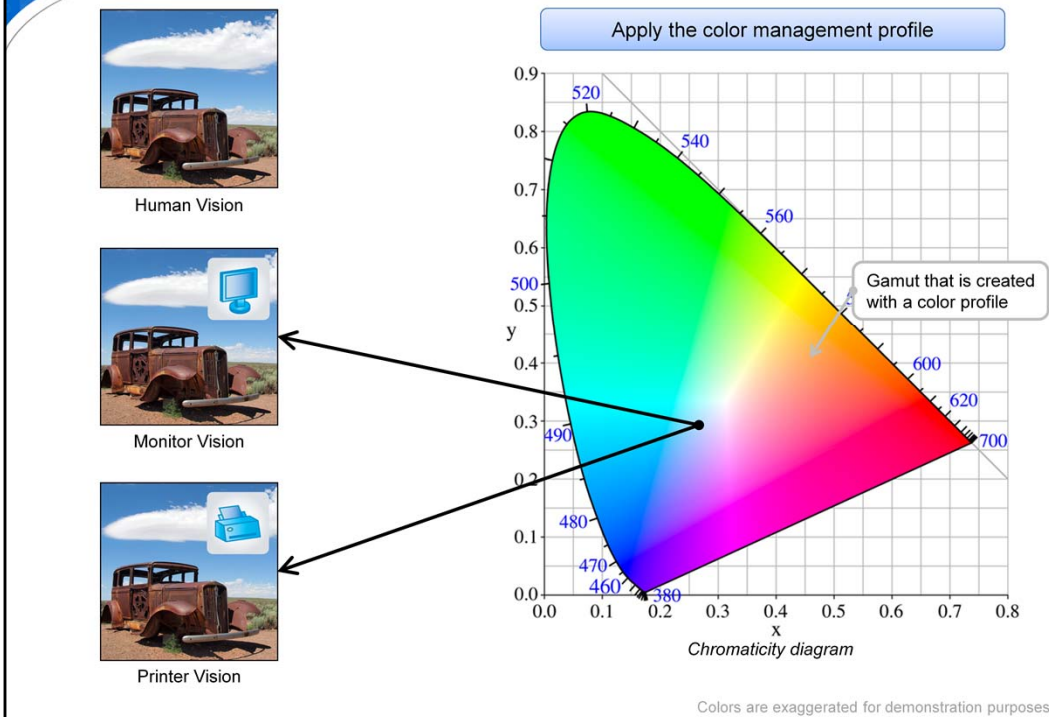 Apply the color management profile
Human Vision
Monitor Vision
Printer Vision
0.9
0.8
0.7
0.6
0.5
y
0.4
0.3
0.2
0.1
0.0
0.0 0.1 0.2 0.3 0.4 0.5 0.6 0.7 0.8
x
520
540
560
500
600
620
490
700
480
470
460
380
Gamut that is created
with a color profile
Chromaticity diagram
Colors are exaggerated for demonstration purposes